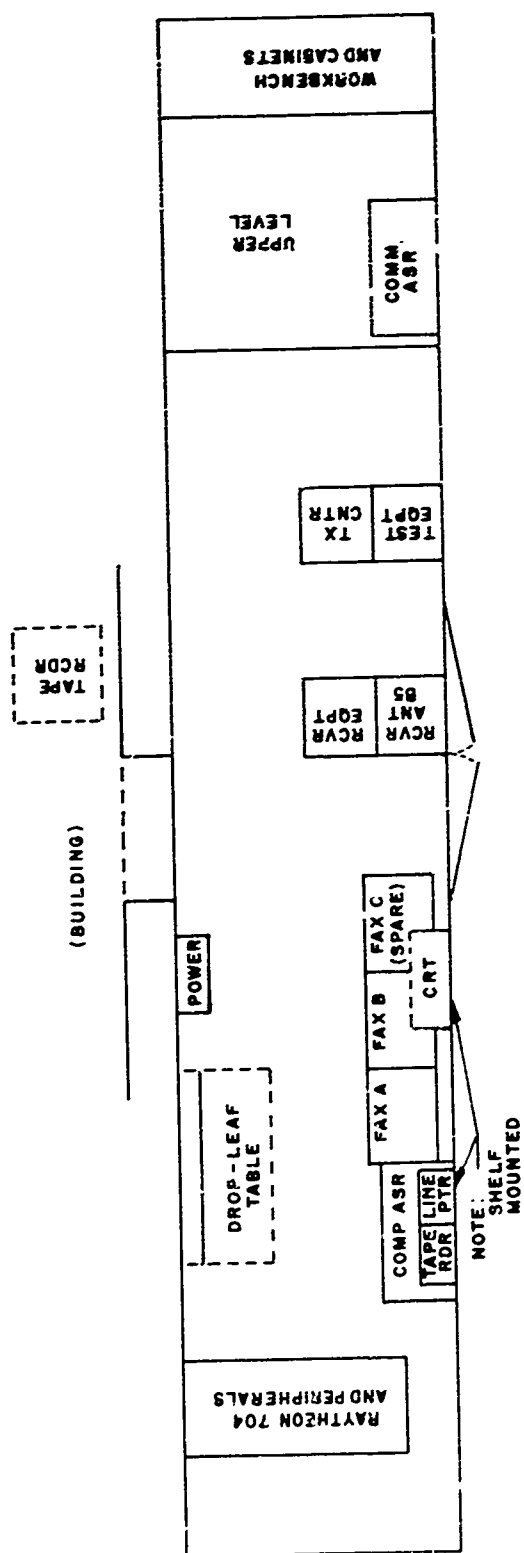 WORKBENCH
AND CABINETS
UPPER
LEVEL
COMM.
ASR
TX
CNTR
TEST
EQPT
TAPE
RCDR
RCVR
EQPT
RCVR
ANT
85
(BUILDING)
POWER
FAX C
(SPARE)
FAX B
FAX A
CRT
DROP-LEAF
TABLE
COMP ASR
TAPE
RDR
LINE
PTR
NOTE:
SHELF
MOUNTED
RAYTHEON 704
AND PERIPHERALS